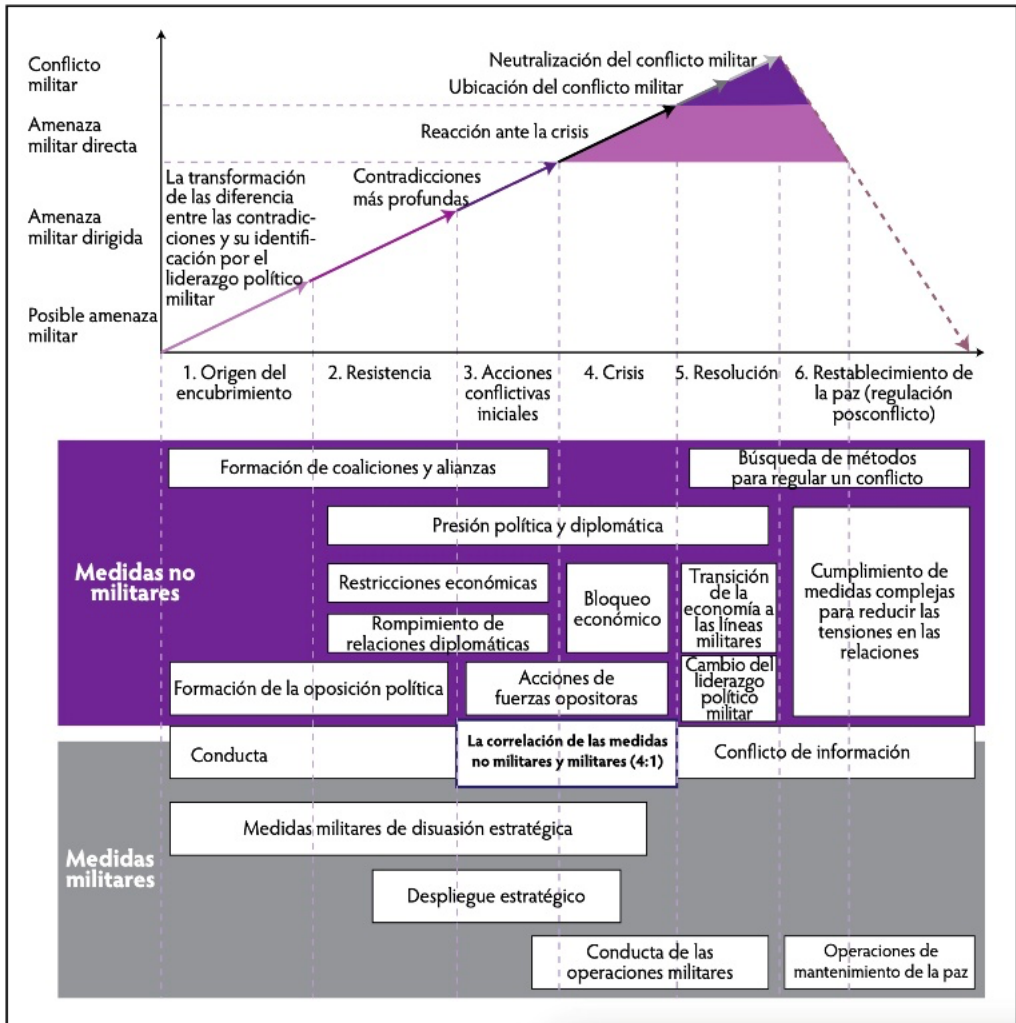 Conflicto
militar
Amenaza
militar directa
Amenaza
militar dirigida
Posible amenaza
militar
Neutralización del conflicto militar
Ubicación del conflicto militar
Reacción ante la crisis
Contradicciones
más profundas
La transformación
de las diferencia
entre las contradic-
ciones y su identifi-
cación por el
liderazgo político
militar
1. Origen del
encubrimiento
2. Resistencia
3. Acciones
conflictivas
iniciales
4. Crisis
5. Resolución
6. Restablecimiento de
la paz (regulación
posconflicto)
Medidas no
militares
Formación de coaliciones y alianzas
Búsqueda de métodos
para regular un conflicto
Presión política y diplomática
Restricciones económicas
Rompimiento de
relaciones diplomáticas
Bloqueo
económico
Transición
de la
economía a
las líneas
militares
Cumplimiento de
medidas complejas
para reducir las
tensiones en las
relaciones
Formación de la oposición política
Acciones de
fuerzas opositoras
Cambio del
liderazgo
político
militar
Conducta
La correlación de las medidas
no militares y militares (4:1)
Conflicto de información
Medidas
militares
Medidas militares de disuasión estratégica
Despliegue estratégico
Conducta de las
operaciones militares
Operaciones de
mantenimiento de la paz